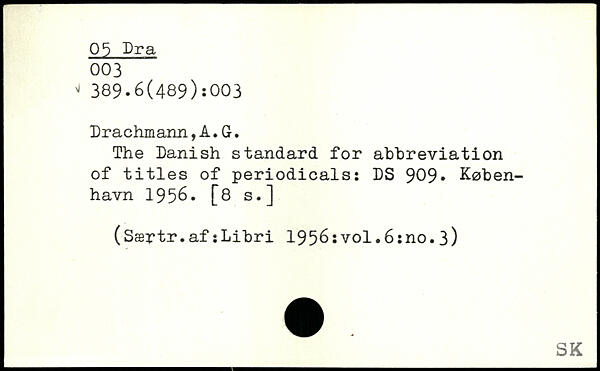 05 Dra
003
✓ 389.6(489):003
Drachmann,A.G.
The Danish standard for abbreviation
of titles of periodicals: DS 909. Køben-
havn 1956. [8 s.]
(Særtr.af:Libri 1956:vol.6:no.3)
SK